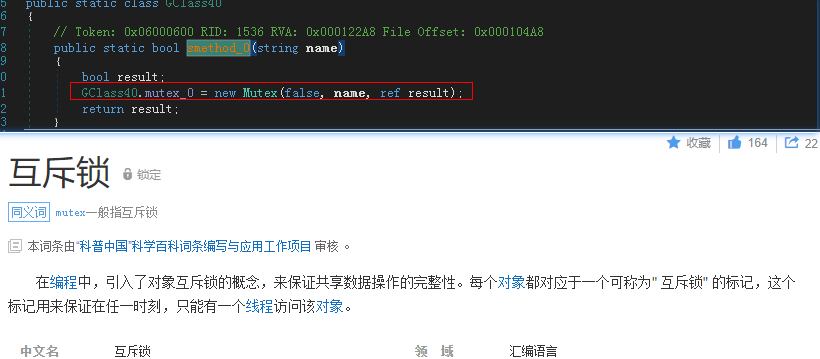 5 public static class GClass40
6 {
7 // Token: 0x06000600 RID: 1536 RVA: 0x000122A8 File Offset: 0x000104A8
8 public static bool smethod_0(string name)
9 {
0 bool result;
1 GClass40.mutex_0 = new Mutex(false, name, ref result);
2 return result;
3 }
收藏 164 22
互斥锁 锁定
同义词 mutex一般指互斥锁
本词条由“科普中国”科学百科词条编写与应用工作项目 审核 。
在编程中，引入了对象互斥锁的概念，来保证共享数据操作的完整性。每个对象都对应于一个可称为" 互斥锁" 的标记，这个
标记用来保证在任一时刻，只能有一个线程访问该对象。
中文名 互斥锁 领 域 汇编语言